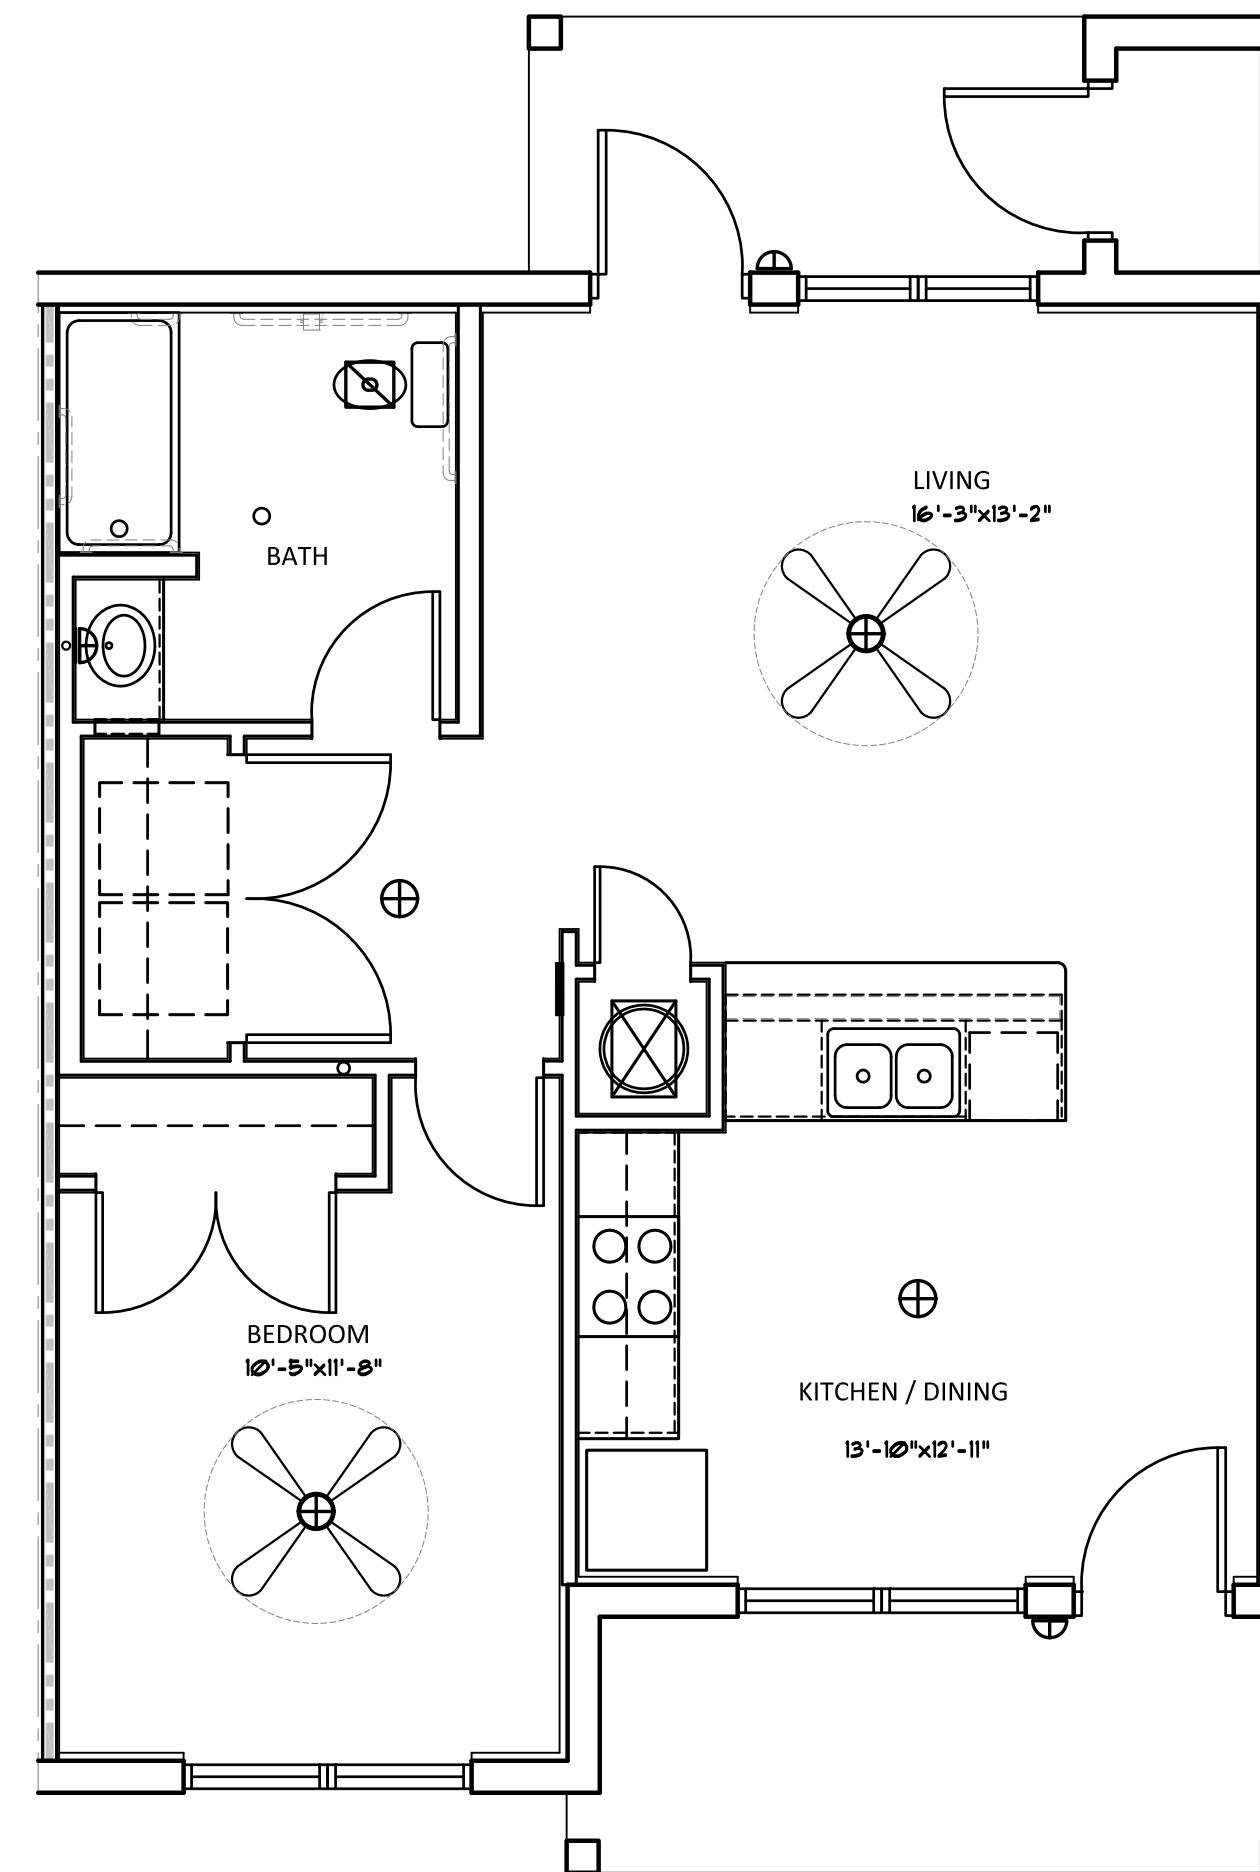 LIVING
16'-3"x13'-2"
BATH
BEDROOM
10'-5"x11'-8"
KITCHEN / DINING
13'-10"x12'-11"